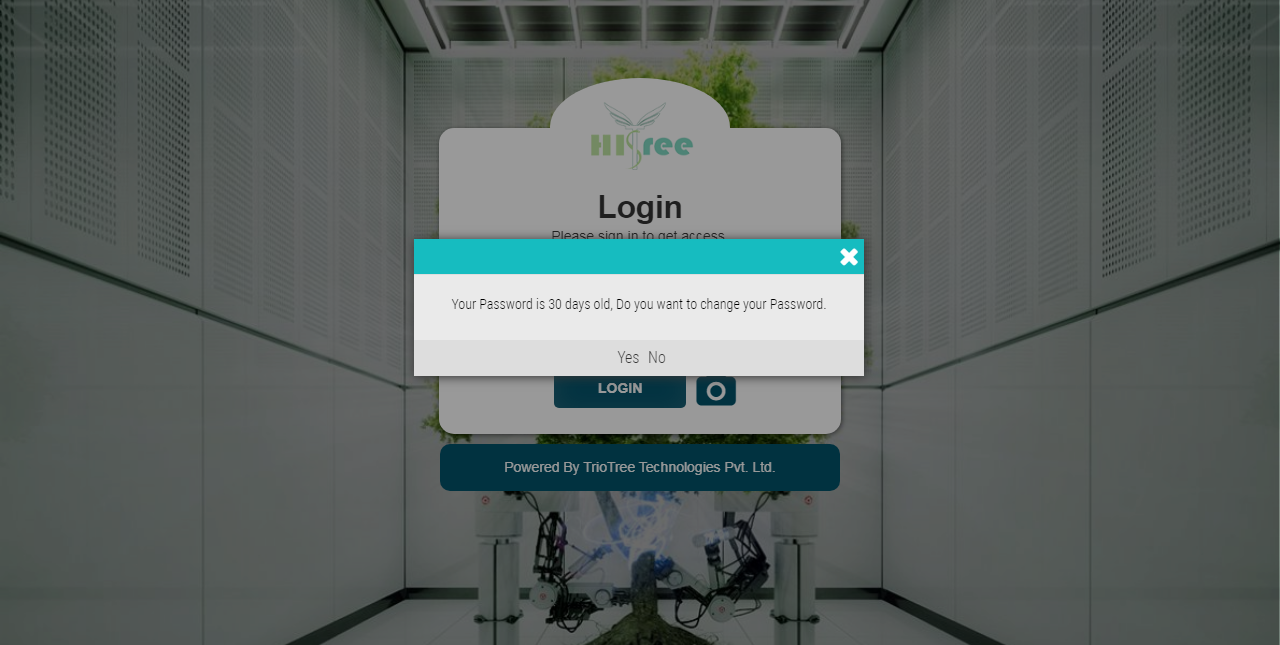 HISTree
Login
Please sign in to get access
Your Password is 30 days old, Do you want to change your Password.
Yes No
LOGIN
Powered By TrioTree Technologies Pvt. Ltd.